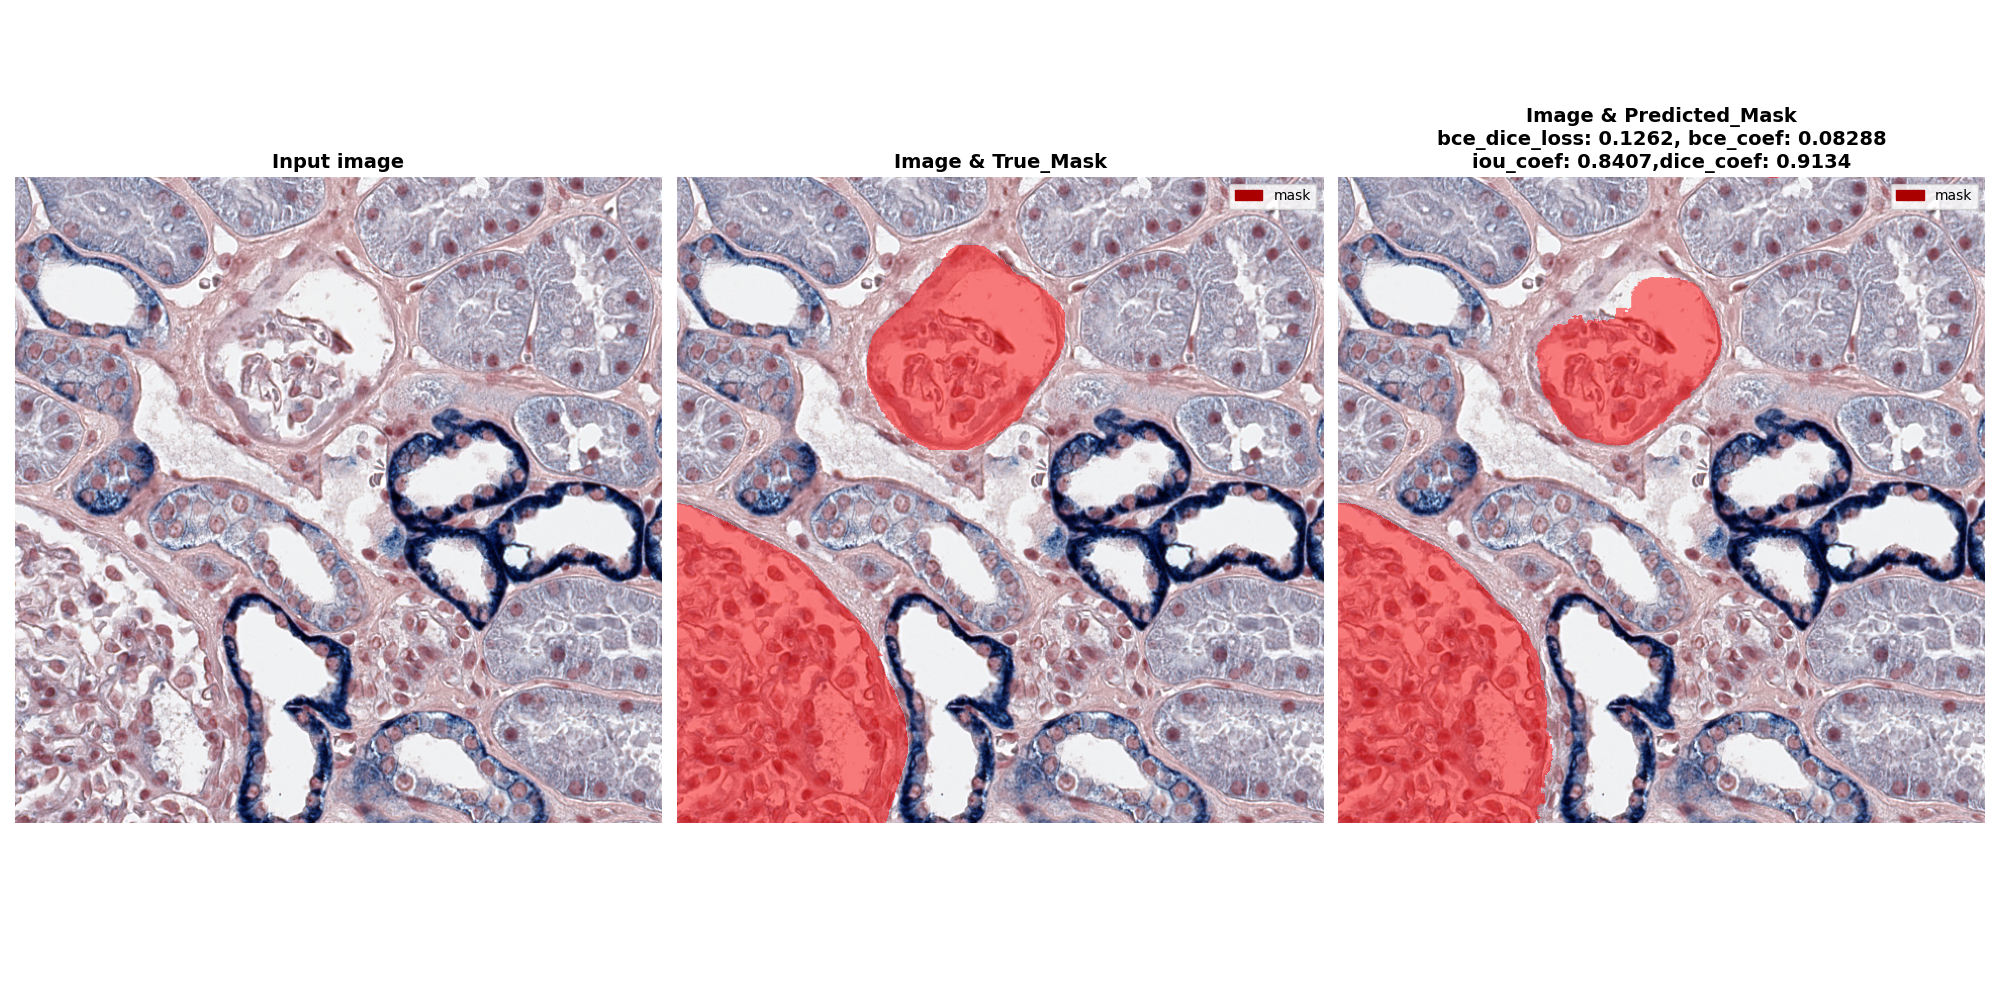 Input image
Image & True_Mask
mask
Image & Predicted_Mask
bce_dice_loss: 0.1262, bce_coef: 0.08288
iou_coef: 0.8407,dice_coef: 0.9134
mask